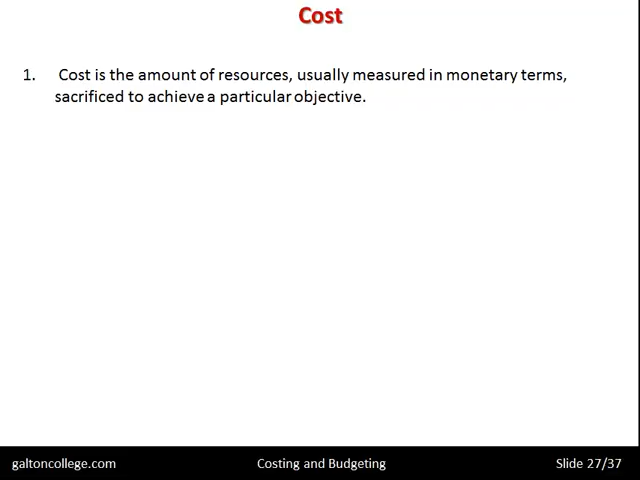 Cost
1. Cost is the amount of resources, usually measured in monetary terms,
sacrificed to achieve a particular objective.
galtoncollege.com Costing and Budgeting Slide 27/37